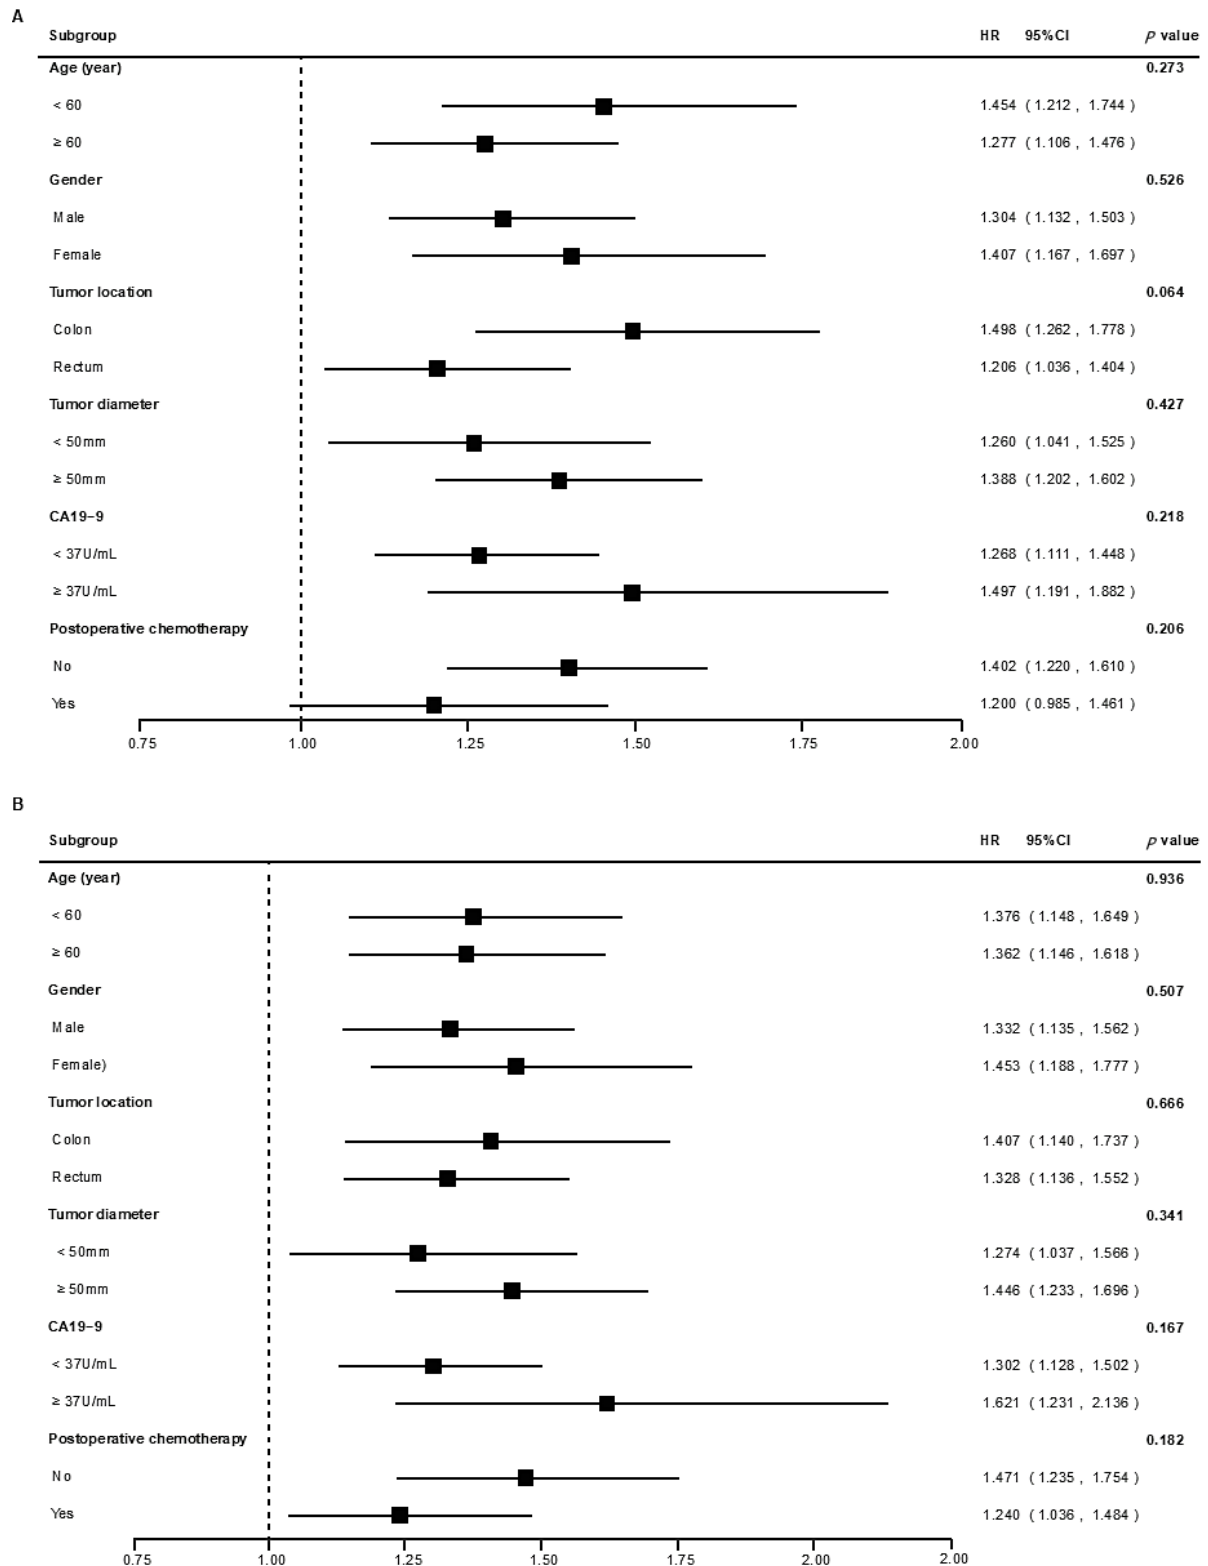 A
Subgroup HR 95%CI P value
Age (year) 0.273
< 60 1.454 (1.212 , 1.744 )
≥ 60 1.277 (1.106 , 1.476 )
Gender 0.526
Male 1.304 (1.132 , 1.503 )
Female 1.407 (1.167 , 1.697 )
Tumor location 0.064
Colon 1.498 (1.262 , 1.778 )
Rectum 1.206 (1.036 , 1.404 )
Tumor diameter 0.427
< 50mm 1.260 (1.041 , 1.525 )
≥ 50mm 1.388 (1.202 , 1.602 )
CA19−9 0.218
< 37U/mL 1.268 (1.111 , 1.448 )
≥ 37U/mL 1.497 (1.191 , 1.882 )
Postoperative chemotherapy 0.206
No 1.402 (1.220 , 1.610 )
Yes 1.200 (0.985 , 1.461 )
0.75 1.00 1.25 1.50 1.75 2.00
B
Subgroup HR 95%CI P value
Age (year) 0.936
< 60 1.376 (1.148 , 1.649 )
≥ 60 1.362 (1.146 , 1.618 )
Gender 0.507
Male 1.332 (1.135 , 1.562 )
Female) 1.453 (1.188 , 1.777 )
Tumor location 0.666
Colon 1.407 (1.140 , 1.737 )
Rectum 1.328 (1.136 , 1.552 )
Tumor diameter 0.341
< 50mm 1.274 (1.037 , 1.566 )
≥ 50mm 1.446 (1.233 , 1.696 )
CA19−9 0.167
< 37U/mL 1.302 (1.128 , 1.502 )
≥ 37U/mL 1.621 (1.231 , 2.136 )
Postoperative chemotherapy 0.182
No 1.471 (1.235 , 1.754 )
Yes 1.240 (1.036 , 1.484 )
0.75 1.00 1.25 1.50 1.75 2.00 2.00